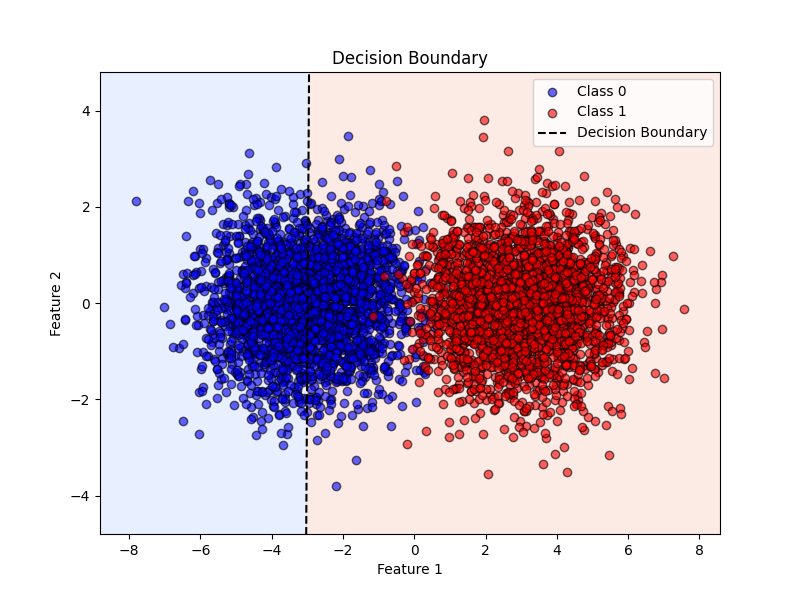 Decision Boundary
Class 0
Class 1
Decision Boundary
4
2
0
−2
−4
Feature 2
−8
−6
−4
−2
0
2
4
6
8
Feature 1